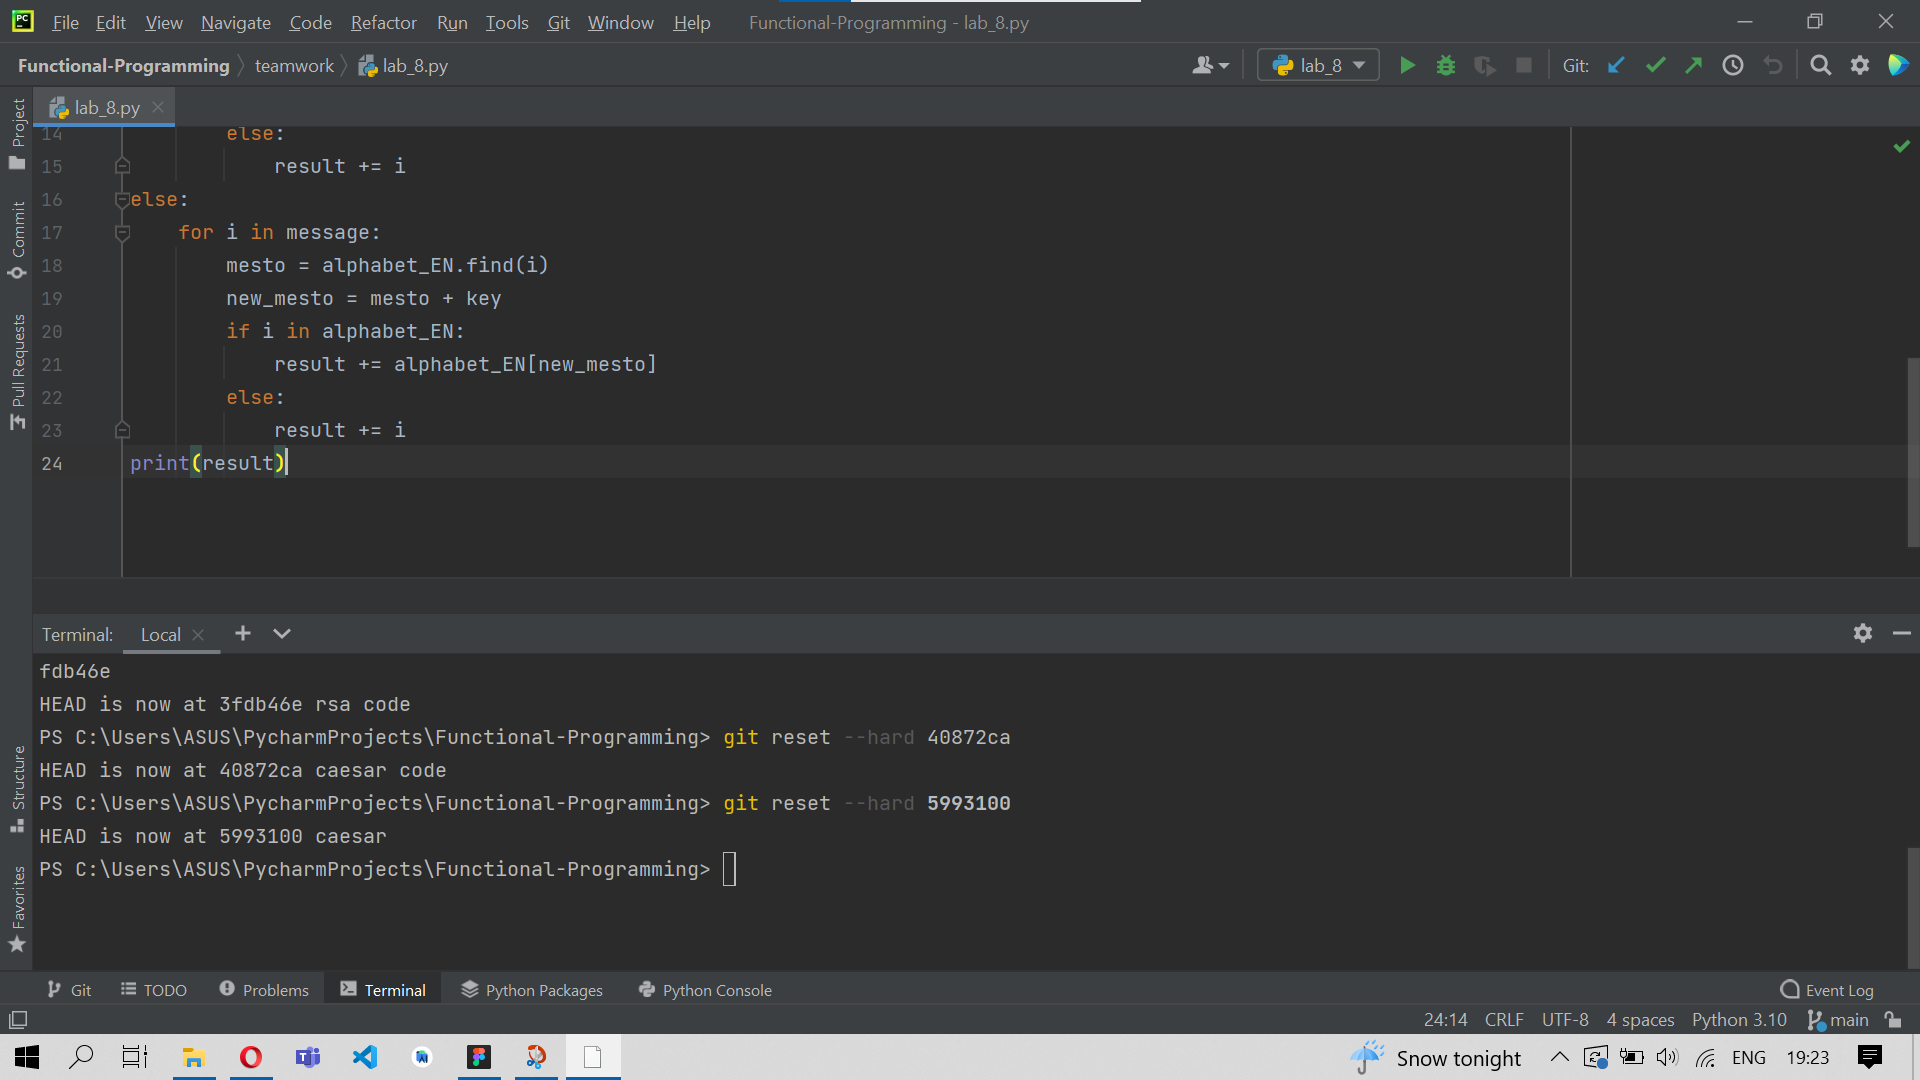 PC
File Edit View Navigate Code Refactor Run Tools Git Window Help Functional-Programming - lab_8.py
Functional-Programming teamwork lab_8.py lab_8 Git:
lab_8.py
Project
Commit
Pull Requests
Structure
Favorites
14 else:
15 result += i
16 else:
17 for i in message:
18 mesto = alphabet_EN.find(i)
19 new_mesto = mesto + key
20 if i in alphabet_EN:
21 result += alphabet_EN[new_mesto]
22 else:
23 result += i
24 print(result)
Terminal: Local
fdb46e
HEAD is now at 3fdb46e rsa code
PS C:\Users\ASUS\PycharmProjects\Functional-Programming> git reset --hard 40872ca
HEAD is now at 40872ca caesar code
PS C:\Users\ASUS\PycharmProjects\Functional-Programming> git reset --hard 5993100
HEAD is now at 5993100 caesar
PS C:\Users\ASUS\PycharmProjects\Functional-Programming>
Git TODO Problems Terminal Python Packages Python Console Event Log
24:14 CRLF UTF-8 4 spaces Python 3.10 main
Snow tonight ENG 19:23